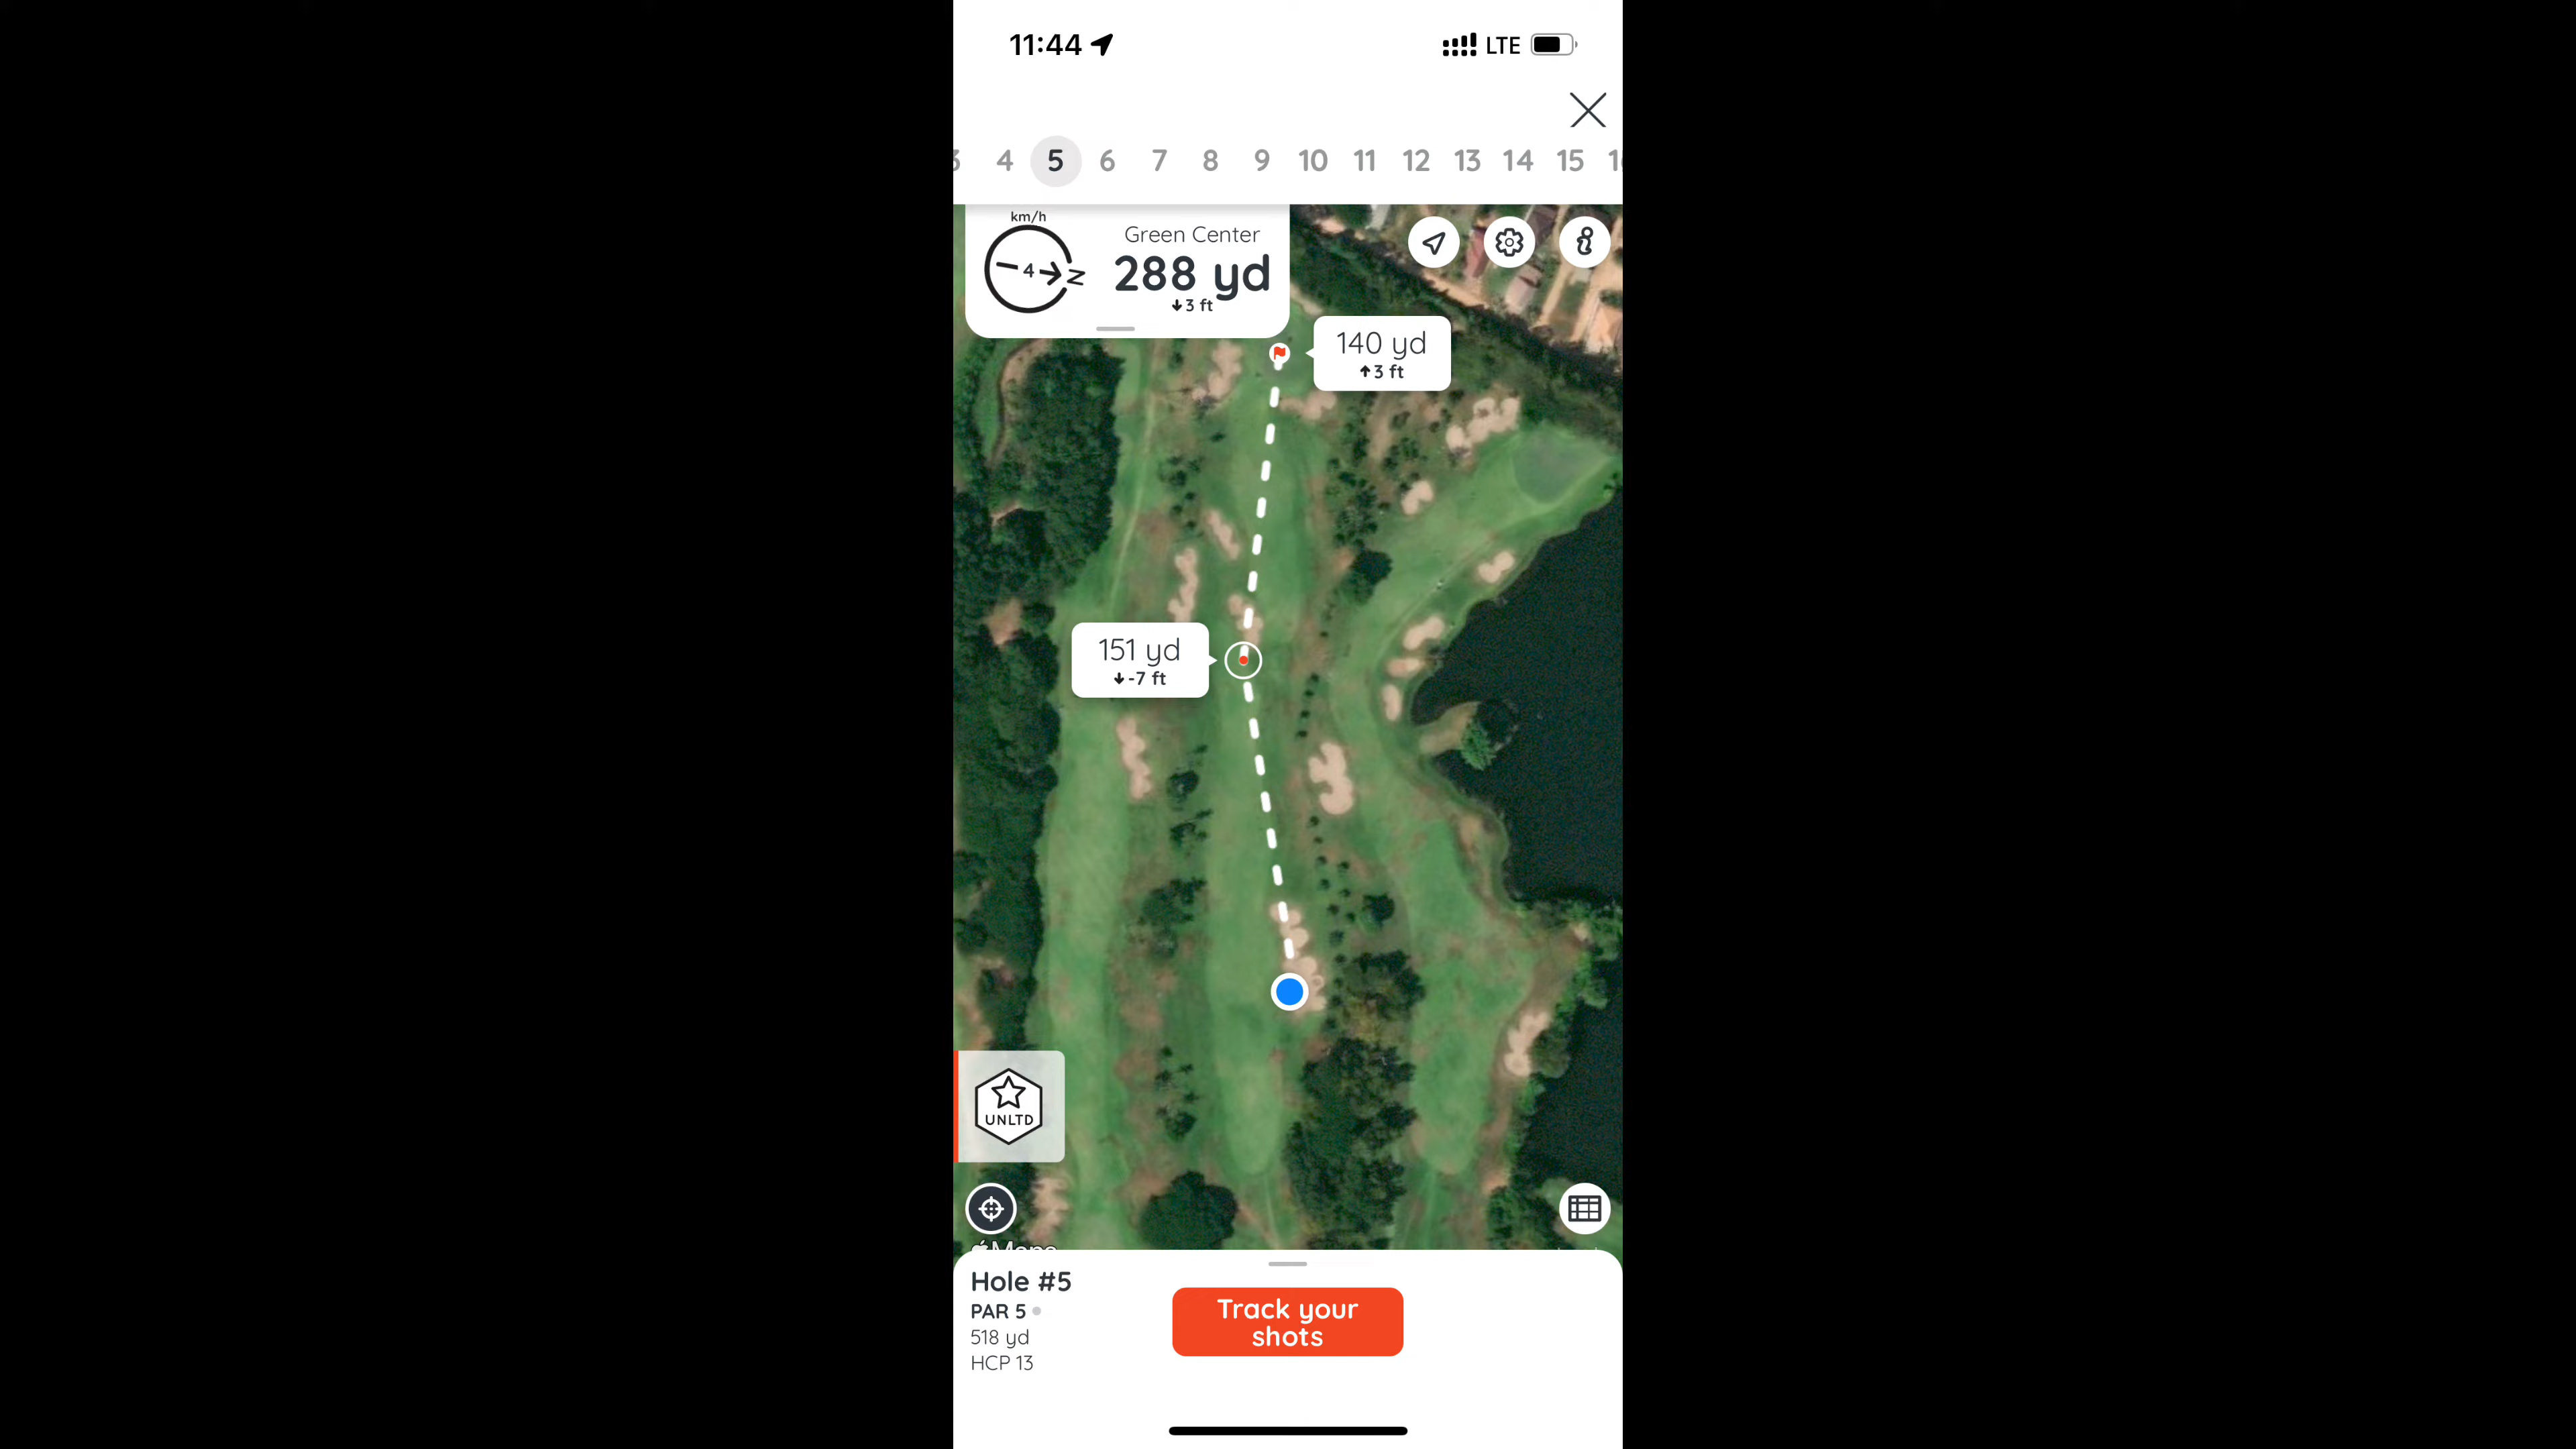 11:44 LTE
4 5 6 7 8 9 10 11 12 13 14 15
km/h
4 N
Green Center
288 yd
3 ft
140 yd
3 ft
151 yd
-7 ft
UNLTD
Maps
Hole #5
PAR 5
518 yd
HCP 13
Track your
shots